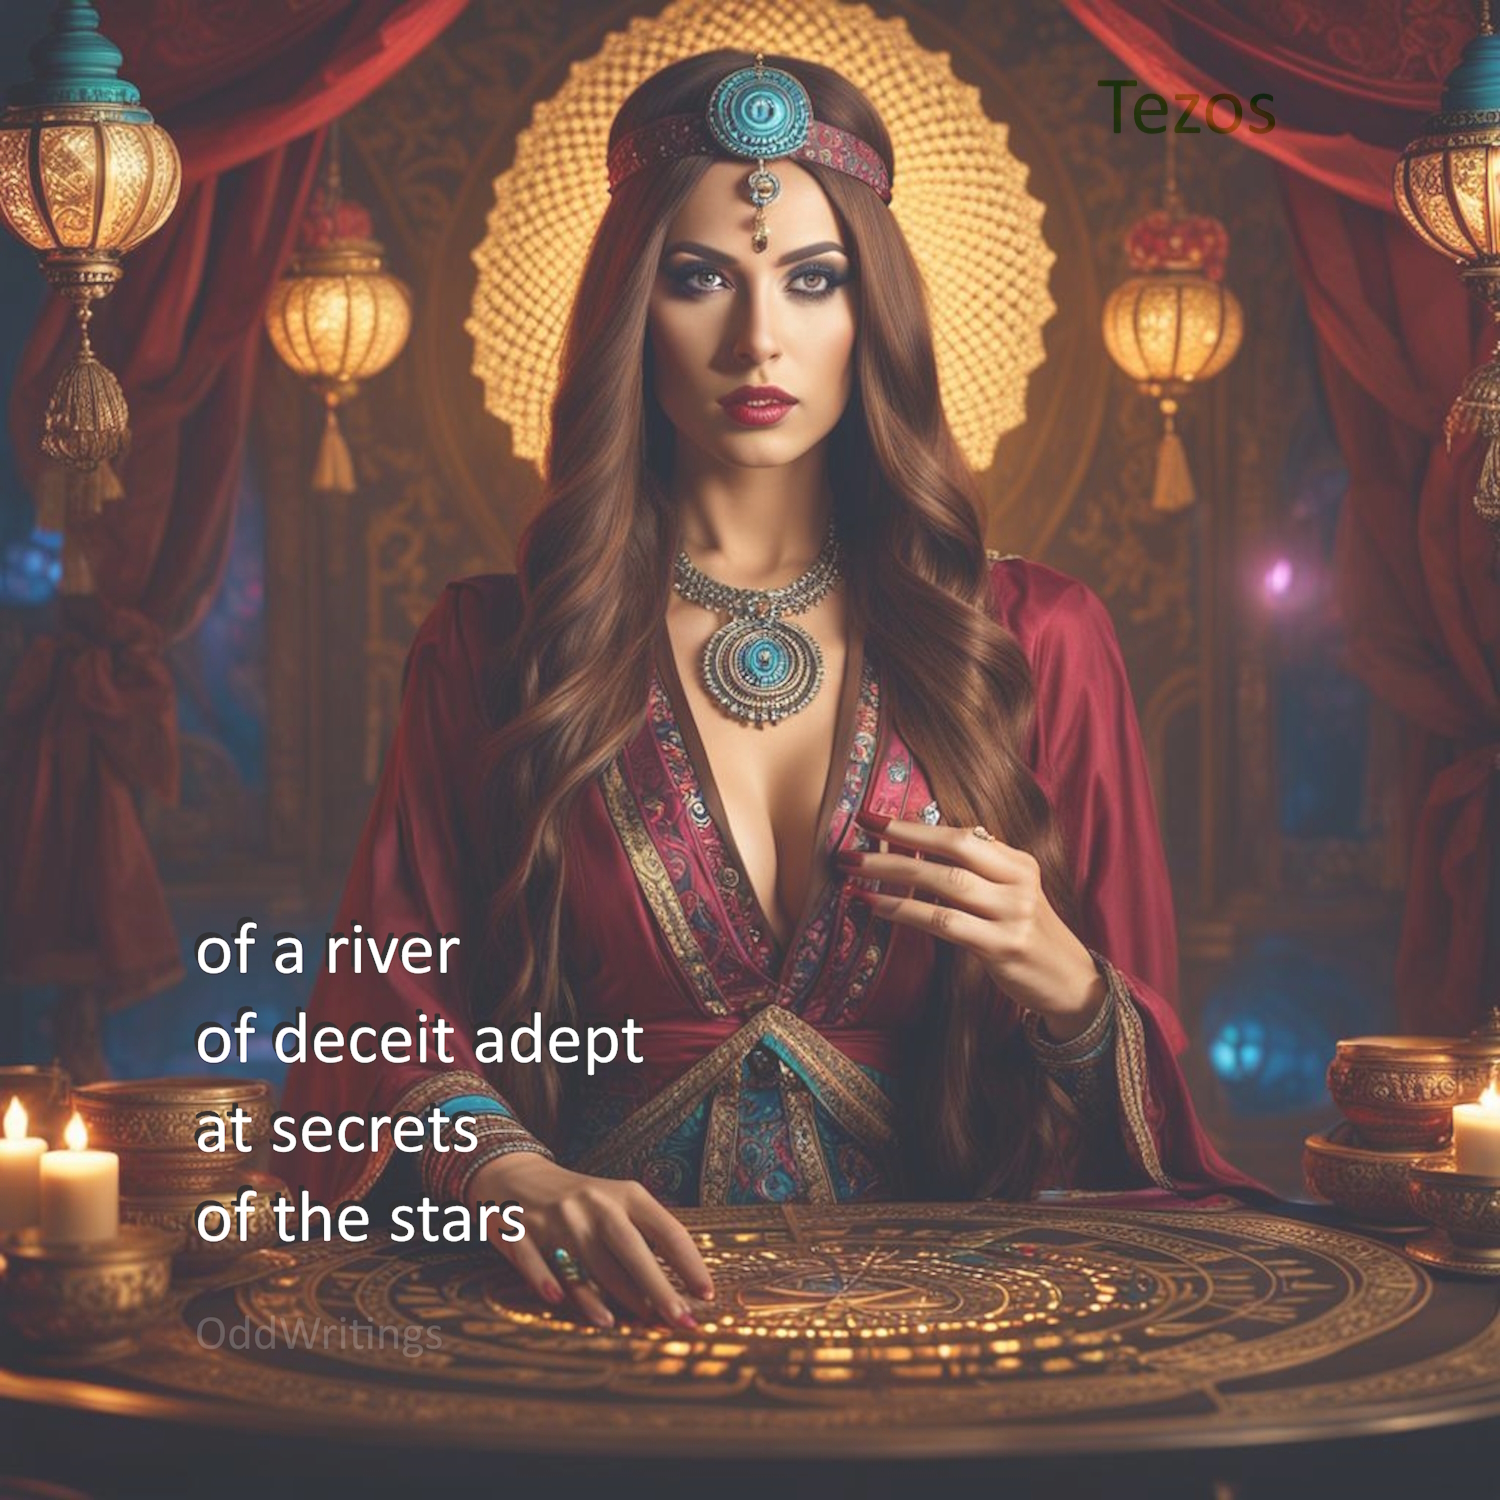 Tezos
of a river
of deceit adept
at secrets
of the stars
OddWritings